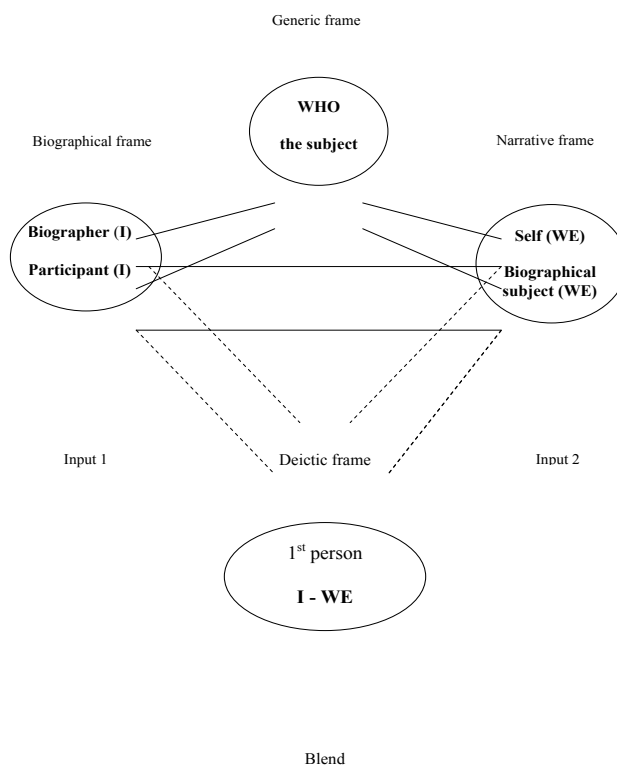 Generic frame
WHO
the subject
Biographical frame
Narrative frame
Biographer (I)
Participant (I)
Self (WE)
Biographical
subject (WE)
Input 1
Deictic frame
Input 2
1st person
I - WE
Blend